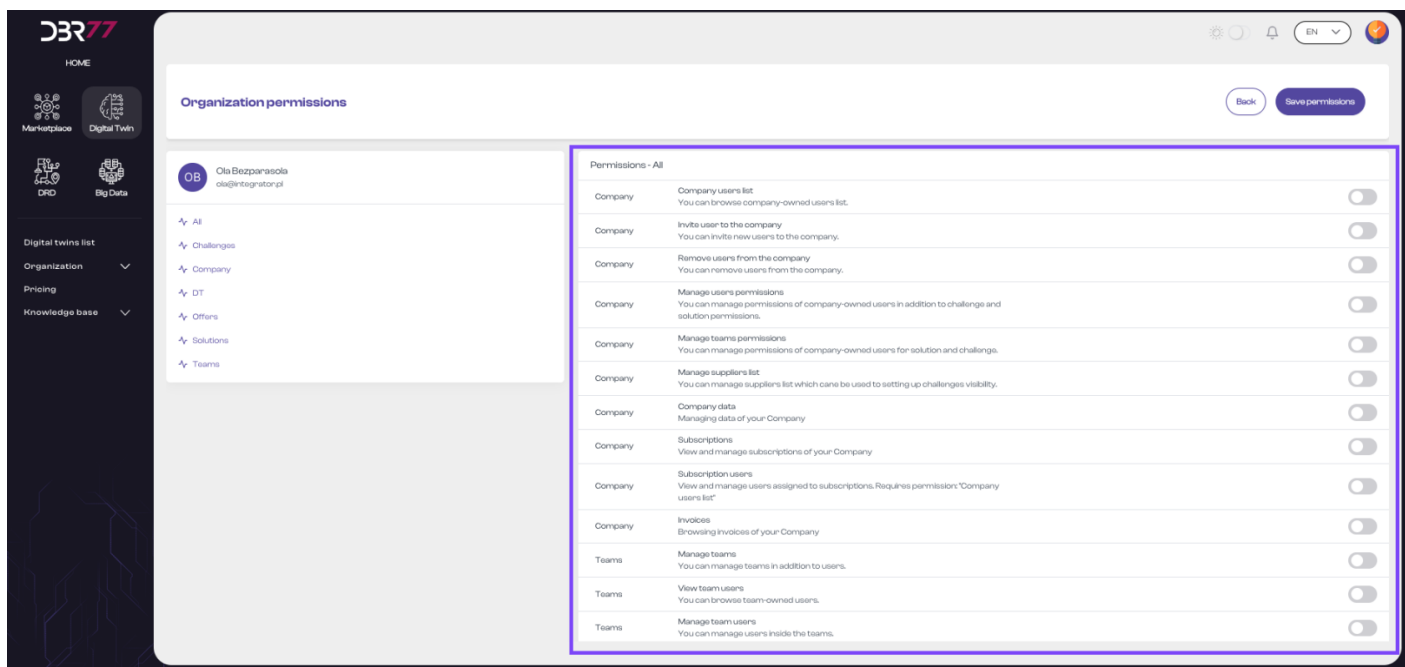 DBR77
HOME
Marketplace
Digital Twin
DRD
Big Data
Digital twins list
Organization
Pricing
Knowledge base
EN
Organization permissions
Back
Save permissions
OB
Ola Bezparasola
ola@integrator.pl
All
Challenges
Company
DT
Offers
Solutions
Teams
Permissions - All
Company
Company users list
You can browse company-owned users list.
Company
Invite user to the company
You can invite new users to the company.
Company
Remove users from the company
You can remove users from the company.
Company
Manage users permissions
You can manage permissions of company-owned users in addition to challenge and
solution permissions.
Company
Manage teams permissions
You can manage permissions of company-owned users for solution and challenge.
Company
Manage suppliers list
You can manage suppliers list which cane be used to setting up challenges visibility.
Company
Company data
Managing data of your Company
Company
Subscriptions
View and manage subscriptions of your Company
Company
Subscription users
View and manage users assigned to subscriptions. Requires permission: "Company
users list"
Company
Invoices
Browsing invoices of your Company
Teams
Manage teams
You can manage teams in addition to users.
Teams
View team users
You can browse team-owned users.
Teams
Manage team users
You can manage users inside the teams.